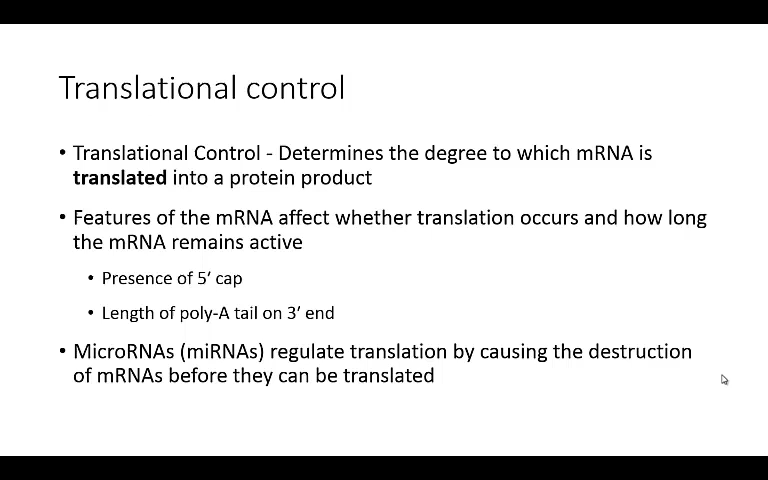 Translational control
• Translational Control - Determines the degree to which mRNA is
translated into a protein product
• Features of the mRNA affect whether translation occurs and how long
the mRNA remains active
• Presence of 5′ cap
• Length of poly-A tail on 3′ end
• MicroRNAs (miRNAs) regulate translation by causing the destruction
of mRNAs before they can be translated